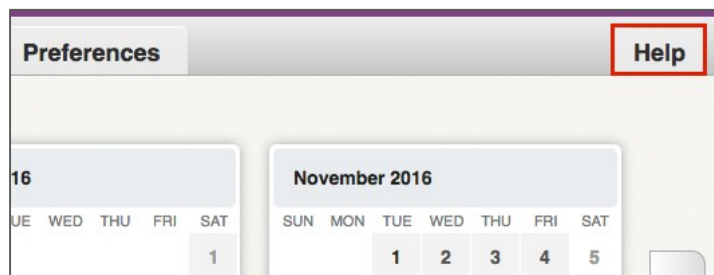 Preferences Help
16 November 2016
UE WED THU FRI SAT SUN MON TUE WED THU FRI SAT
1 1 2 3 4 5